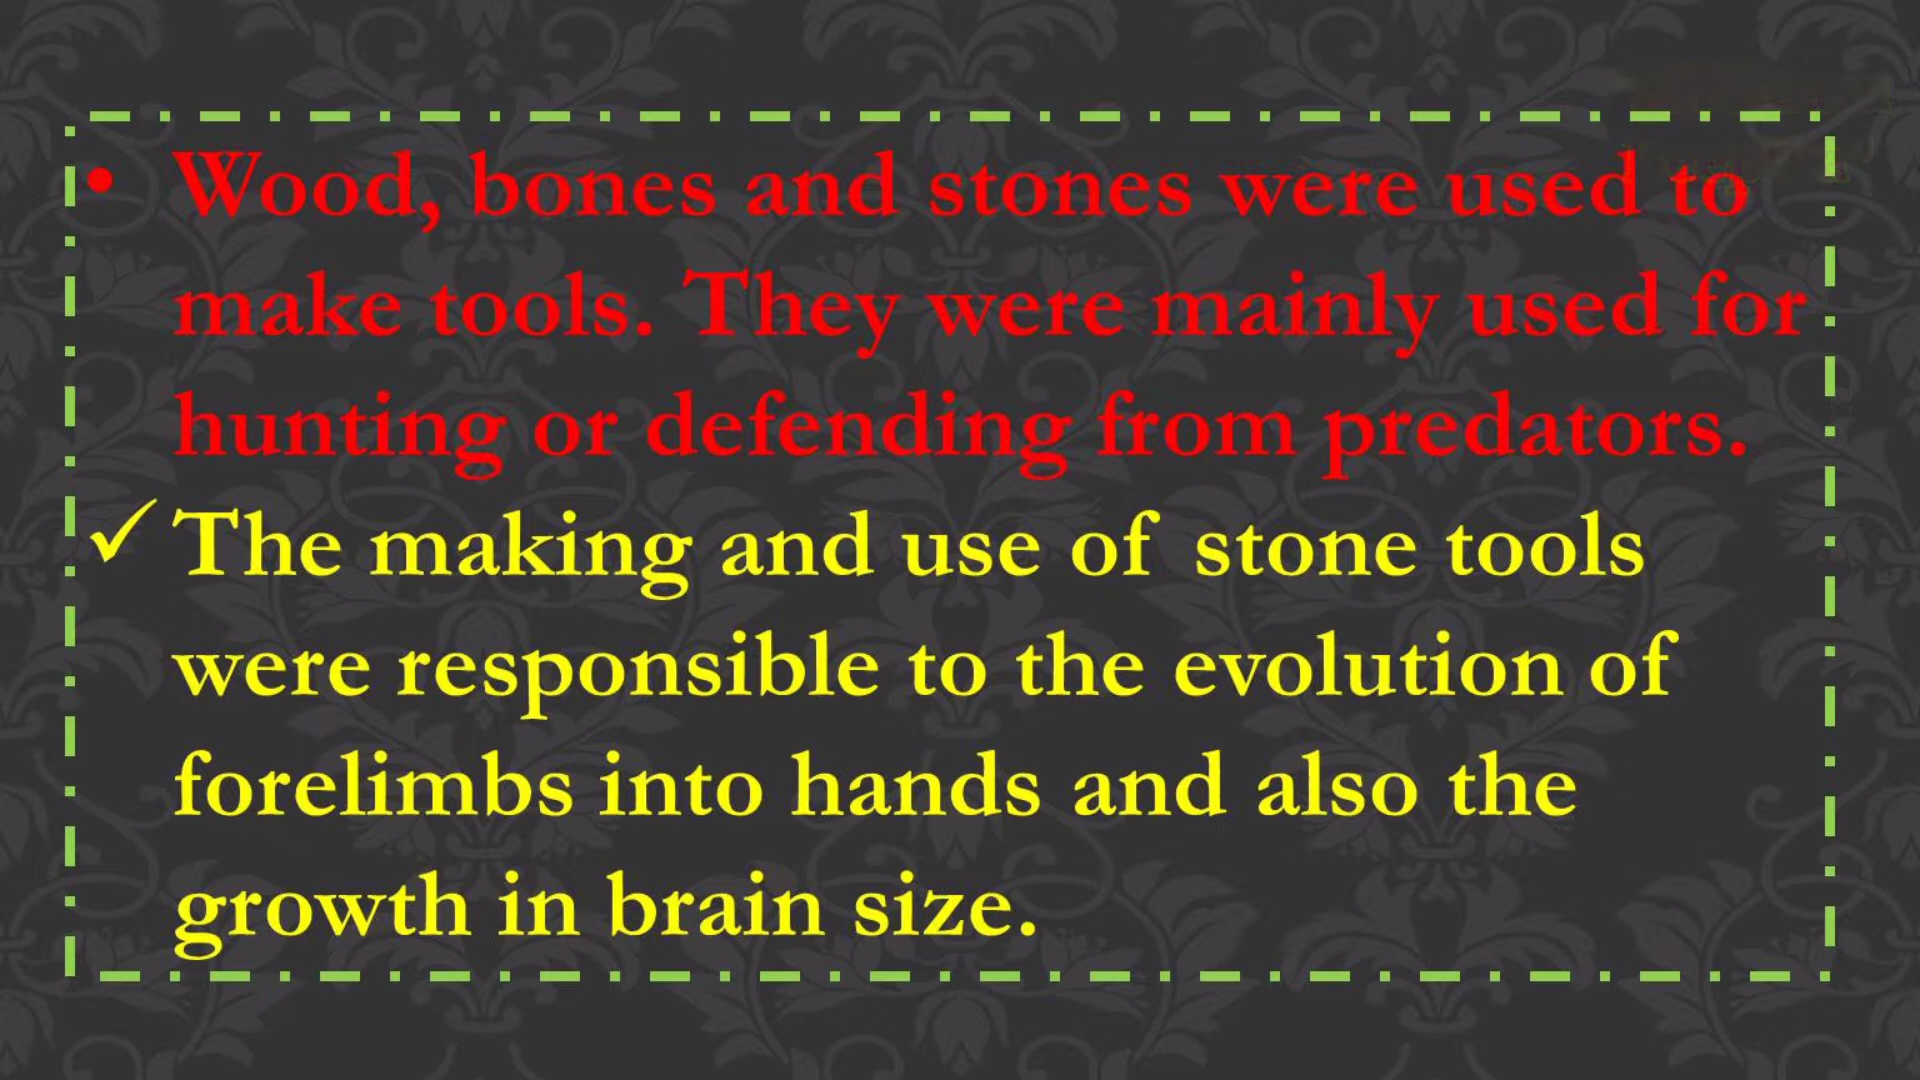 • Wood, bones and stones were used to
make tools. They were mainly used for
hunting or defending from predators.
✓ The making and use of stone tools
were responsible to the evolution of
forelimbs into hands and also the
growth in brain size.